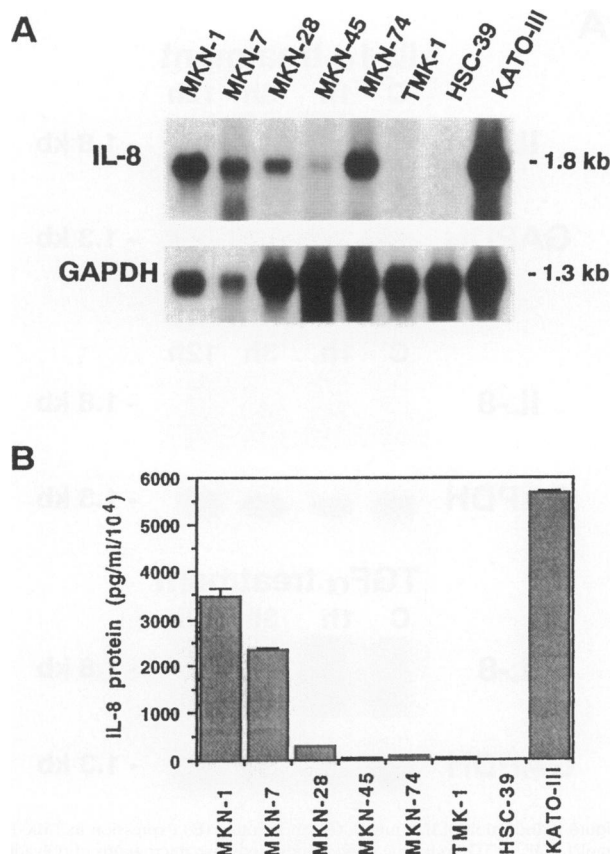 A
MKN-1
MKN-7
MKN-28
MKN-45
MKN-74
TMK-1
HSC-39
KATO-III
IL-8
- 1.8 kb
GAPDH
- 1.3 kb
B
IL-8 protein (pg/ml/10⁻⁴)
6000
5000
4000
3000
2000
1000
0
MKN-1
MKN-7
MKN-28
MKN-45
MKN-74
TMK-1
HSC-39
KATO-III